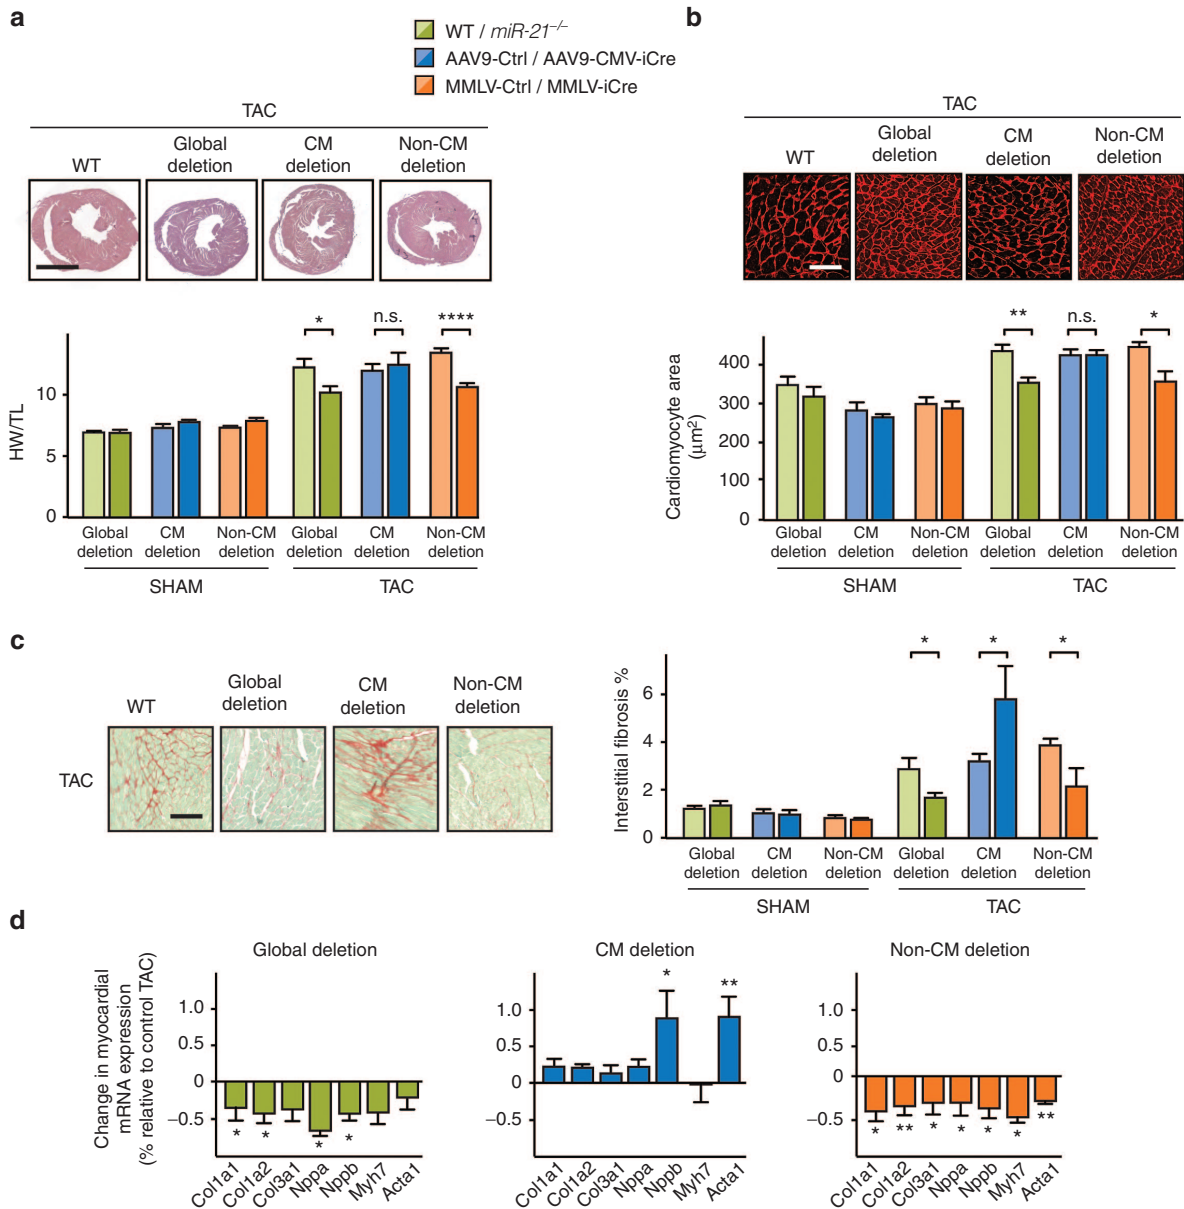 a
WT / miR-21–/–
AAV9-Ctrl / AAV9-CMV-iCre
MMLV-Ctrl / MMLV-iCre
TAC
WT
Global
deletion
CM
deletion
Non-CM
deletion
HW/TL
10
5
0
*
n.s.
****
Global
deletion
CM
deletion
Non-CM
deletion
Global
deletion
CM
deletion
Non-CM
deletion
SHAM
TAC
b
TAC
WT
Global
deletion
CM
deletion
Non-CM
deletion
Cardiomyocyte area
(μm²)
400
300
200
100
0
**
n.s.
*
Global
deletion
CM
deletion
Non-CM
deletion
Global
deletion
CM
deletion
Non-CM
deletion
SHAM
TAC
c
WT
Global
deletion
CM
deletion
Non-CM
deletion
TAC
Interstitial fibrosis %
6
4
2
0
*
*
*
Global
deletion
CM
deletion
Non-CM
deletion
Global
deletion
CM
deletion
Non-CM
deletion
SHAM
TAC
d
Change in myocardial
mRNA expression
(% relative to control TAC)
Global deletion
1.0
0.5
0
–0.5
*
*
*
*
Col1a1
Col1a2
Col3a1
Nppa
Nppb
Myh7
Acta1
CM deletion
1.0
0.5
0
–0.5
*
**
Col1a1
Col1a2
Col3a1
Nppa
Nppb
Myh7
Acta1
Non-CM deletion
1.0
0.5
0
–0.5
*
**
*
*
*
*
**
Col1a1
Col1a2
Col3a1
Nppa
Nppb
Myh7
Acta1